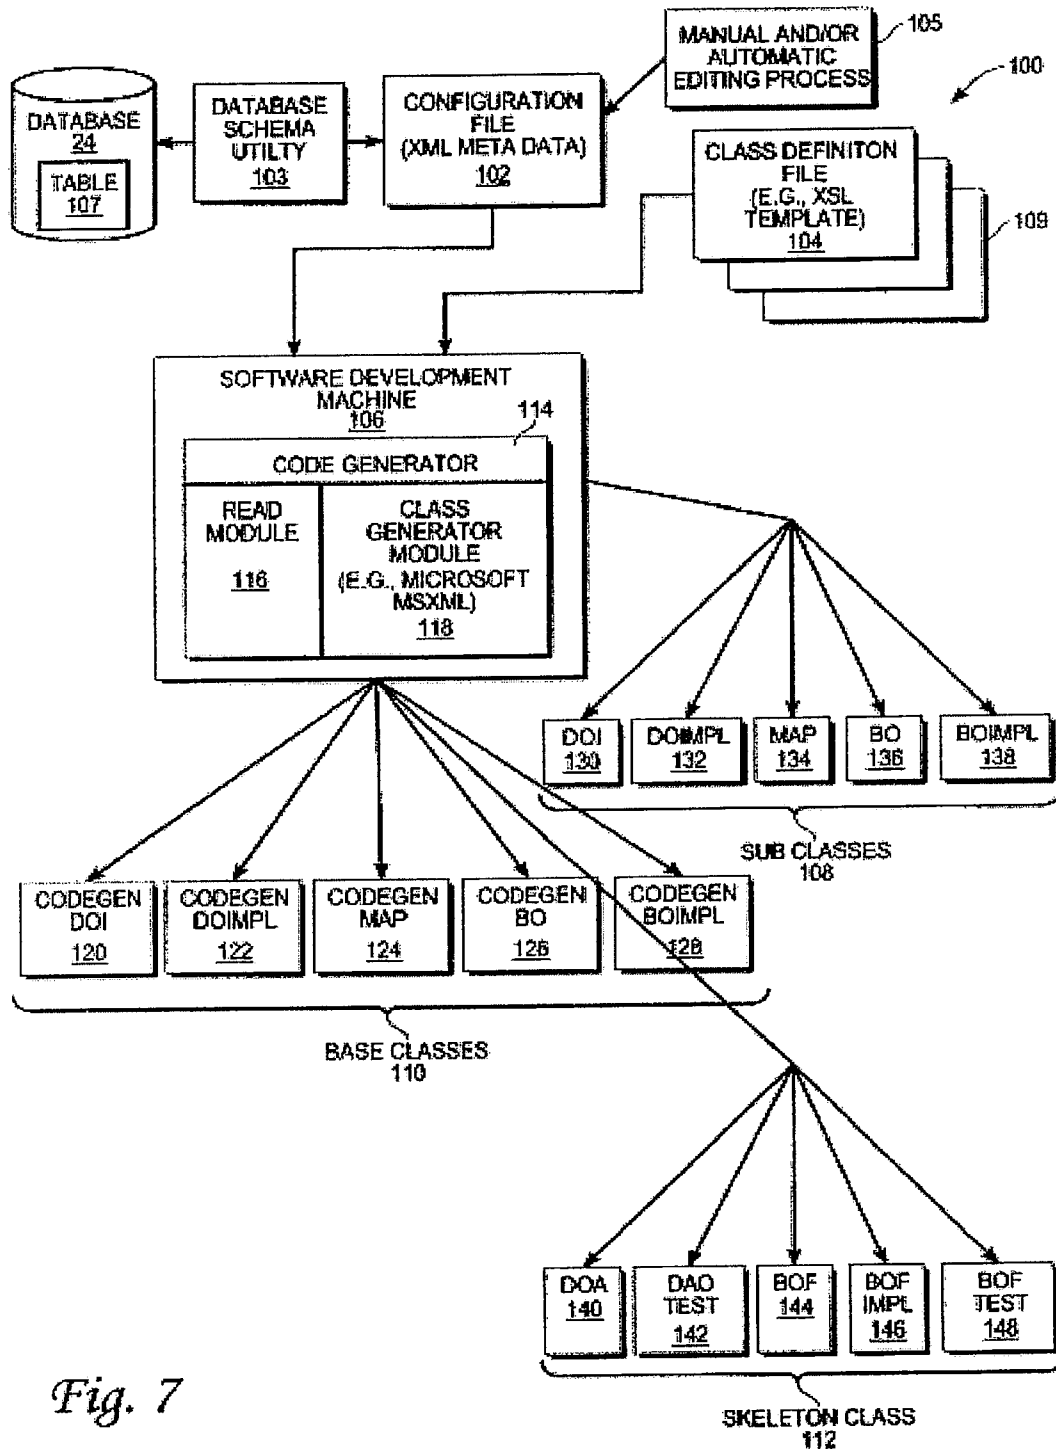 MANUAL AND/OR
AUTOMATIC
EDITING PROCESS
105
100
DATABASE
24
TABLE
107
DATABASE
SCHEMA
UTILTY
103
CONFIGURATION
FILE
(XML META DATA)
102
CLASS DEFINITON
FILE
(E.G., XSL
TEMPLATE)
104
109
SOFTWARE DEVELOPMENT
MACHINE
106
114
CODE GENERATOR
READ
MODULE
116
CLASS
GENERATOR
MODULE
(E.G., MICROSOFT
MSXML)
118
DOI
130
DOIMPL
132
MAP
134
BO
136
BOIMPL
138
SUB CLASSES
108
CODEGEN
DOI
120
CODEGEN
DOIMPL
122
CODEGEN
MAP
124
CODEGEN
BO
126
CODEGEN
BOIMPL
128
BASE CLASSES
110
DOA
140
DAO
TEST
142
BOF
144
BOF
IMPL
146
BOF
TEST
148
SKELETON CLASS
112
Fig. 7